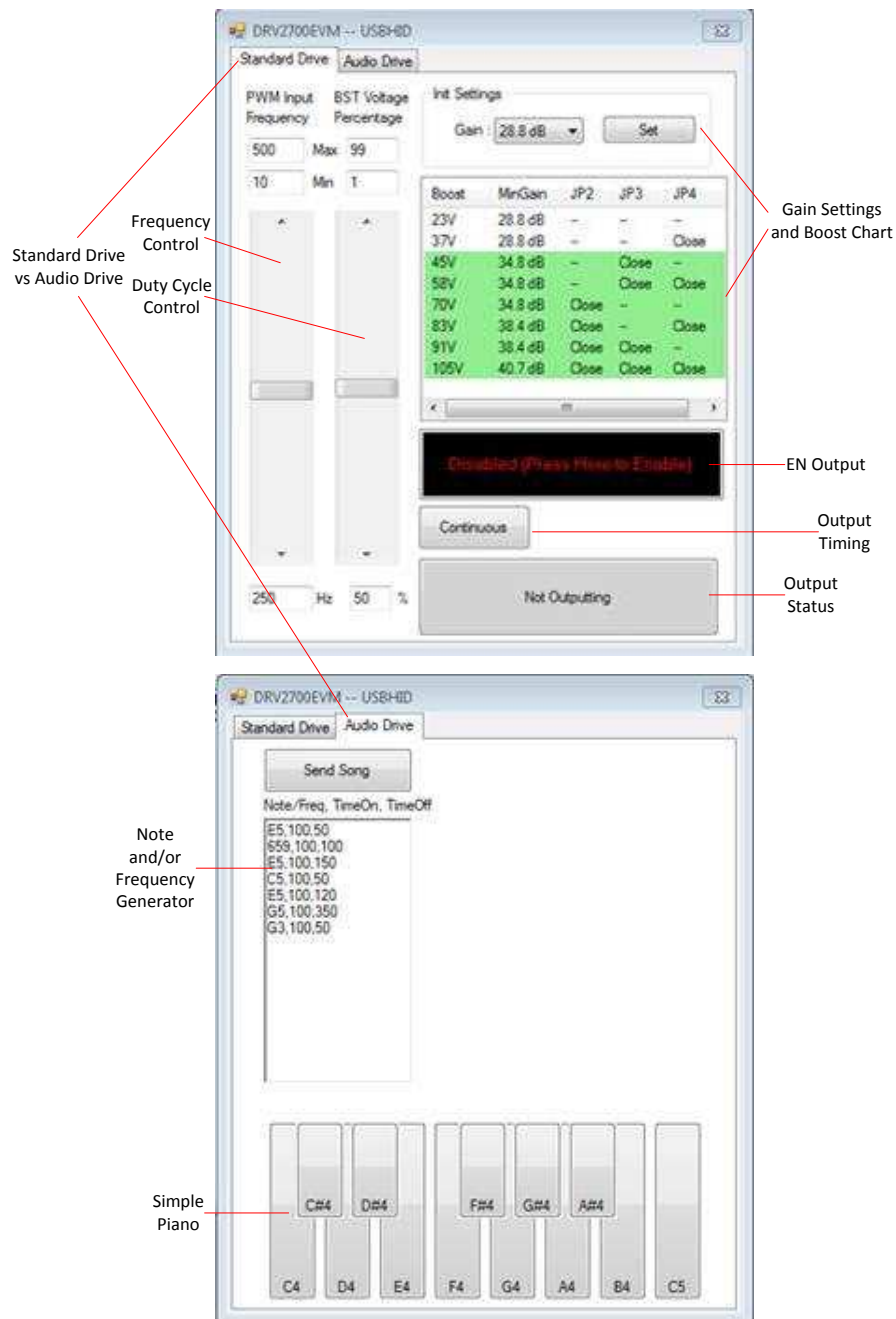 DRV2700EVM -- USBHID
Standard Drive Audio Drive
PWM Input Frequency
BST Voltage Percentage
500 Max 99
10 Min 1
Init Settings
Gain : 28.8 dB Set
Boost MinGain JP2 JP3 JP4
23V 28.8 dB -- -- --
37V 28.8 dB -- -- Close
45V 34.8 dB -- Close --
58V 34.8 dB -- Close Close
70V 34.8 dB Close -- --
83V 38.4 dB Close -- Close
91V 38.4 dB Close Close --
105V 40.7 dB Close Close Close
Disabled (Press Here to Enable)
Continuous
Not Outputting
250 Hz 50 %
Standard Drive
vs Audio Drive
Frequency
Control
Duty Cycle
Control
Gain Settings
and Boost Chart
EN Output
Output
Timing
Output
Status
DRV2700EVM -- USBHID
Standard Drive Audio Drive
Send Song
Note/Freq, TimeOn, TimeOff
E5,100,50
659,100,100
E5,100,150
C5,100,50
E5,100,120
G5,100,350
G3,100,50
Note
and/or
Frequency
Generator
Simple
Piano
C#4 D#4 F#4 G#4 A#4
C4 D4 E4 F4 G4 A4 B4 C5